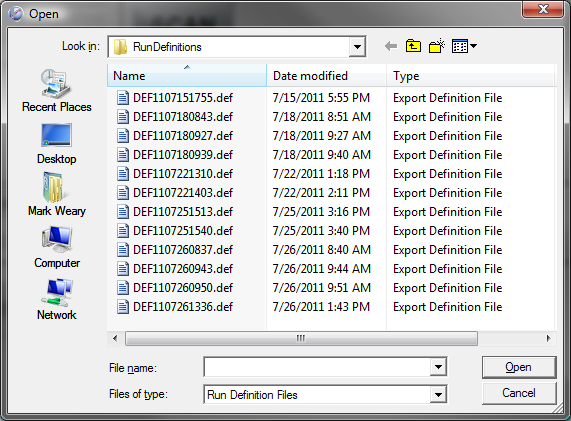 Open
SCAN
Look in: RunDefinitions
Name Date modified Type
DEF1107151755.def 7/15/2011 5:55 PM Export Definition File
DEF1107180843.def 7/18/2011 8:51 AM Export Definition File
DEF1107180927.def 7/18/2011 9:27 AM Export Definition File
DEF1107180939.def 7/18/2011 9:40 AM Export Definition File
DEF1107221310.def 7/22/2011 1:18 PM Export Definition File
DEF1107221403.def 7/22/2011 2:11 PM Export Definition File
DEF1107251513.def 7/25/2011 3:16 PM Export Definition File
DEF1107251540.def 7/25/2011 3:40 PM Export Definition File
DEF1107260837.def 7/26/2011 8:40 AM Export Definition File
DEF1107260943.def 7/26/2011 9:44 AM Export Definition File
DEF1107260950.def 7/26/2011 9:51 AM Export Definition File
DEF1107261336.def 7/26/2011 1:43 PM Export Definition File
Recent Places
Desktop
Mark Weary
Computer
Network
File name: Open
Files of type: Run Definition Files Cancel